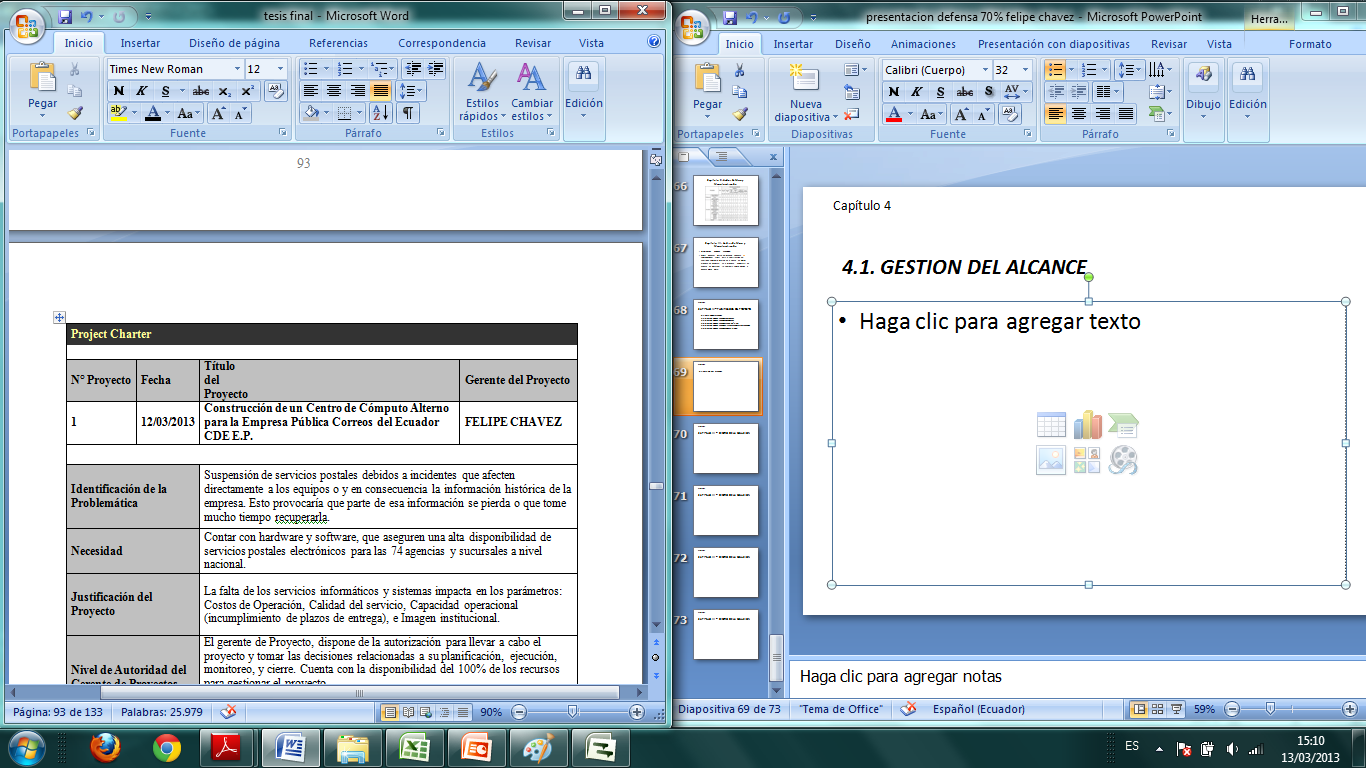 tesis final - Microsoft Word
Inicio Insertar Diseño de página Referencias Correspondencia Revisar Vista
Times New Roman 12
Pegar
Estilos rápidos
Cambiar estilos
Edición
Portapapeles Fuente Párrafo Estilos
93
Project Charter
N° Proyecto Fecha Título del Proyecto Gerente del Proyecto
1 12/03/2013 Construcción de un Centro de Cómputo Alterno para la Empresa Pública Correos del Ecuador CDE E.P. FELIPE CHAVEZ
Identificación de la Problemática
Suspensión de servicios postales debidos a incidentes que afecten
directamente a los equipos o y en consecuencia la información histórica de la
empresa. Esto provocaría que parte de esa información se pierda o que tome
mucho tiempo recuperarla.
Necesidad
Contar con hardware y software, que aseguren una alta disponibilidad de
servicios postales electrónicos para las 74 agencias y sucursales a nivel
nacional.
Justificación del Proyecto
La falta de los servicios informáticos y sistemas impacta en los parámetros:
Costos de Operación, Calidad del servicio, Capacidad operacional
(incumplimiento de plazos de entrega), e Imagen institucional.
Nivel de Autoridad del
Gerente de Proyectos
El gerente de Proyecto, dispone de la autorización para llevar a cabo el
proyecto y tomar las decisiones relacionadas a su planificación, ejecución,
monitoreo, y cierre. Cuenta con la disponibilidad del 100% de los recursos
para gestionar el proyecto
Página: 93 de 133 Palabras: 25.979 90%
presentacion defensa 70% felipe chavez - Microsoft PowerPoint
Herra...
Inicio Insertar Diseño Animaciones Presentación con diapositivas Revisar Vista Formato
Calibri (Cuerpo) 32
Pegar
Nueva diapositiva
Dibujo
Edición
Portapapeles Diapositivas Fuente Párrafo
66
67
68
69
70
71
72
73
Capítulo 4
4.1. GESTION DEL ALCANCE
• Haga clic para agregar texto
Haga clic para agregar notas
Diapositiva 69 de 73 "Tema de Office" Español (Ecuador) 59%
ES
15:10
13/03/2013